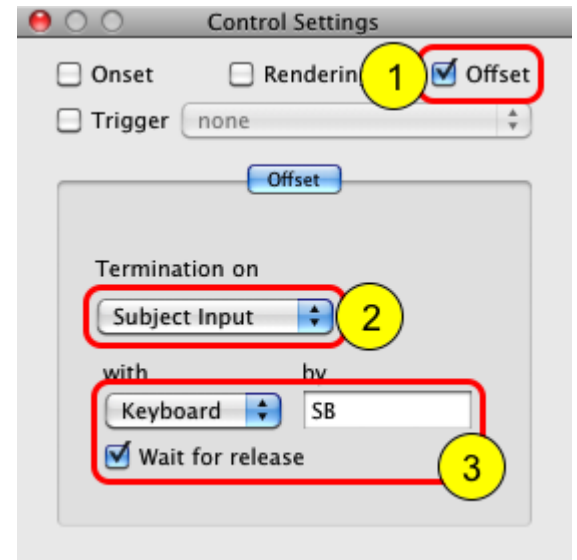 Control Settings
Onset Renderin 1 Offset
Trigger none
Offset
Termination on
Subject Input 2
with by
Keyboard SB
Wait for release 3